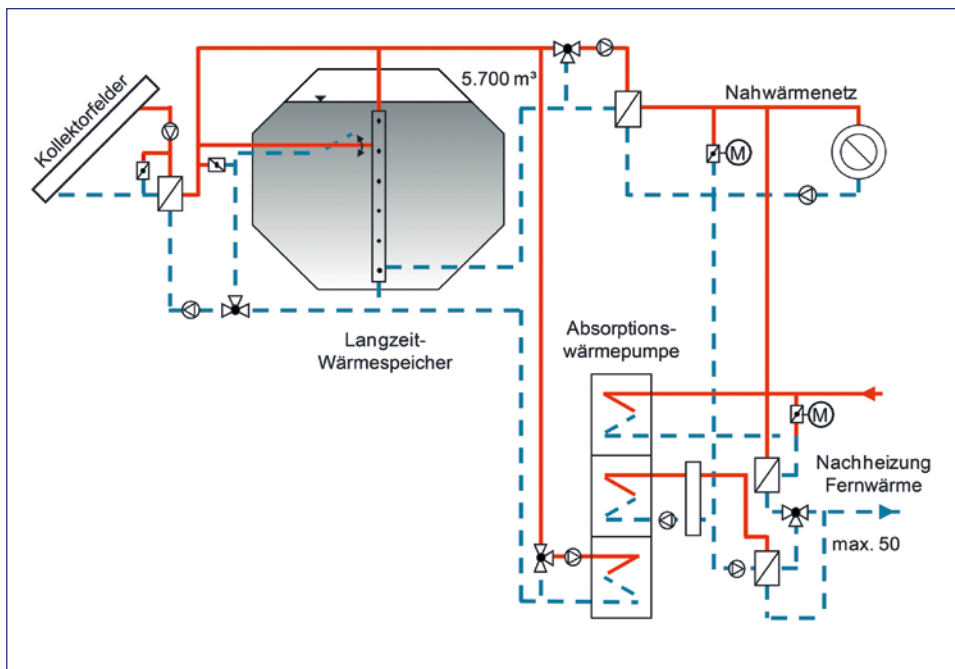 Kollektorfelder
5.700 m³
Nahwärmenetz
M
Langzeit-
Wärmespeicher
Absorptions-
wärmepumpe
M
Nachheizung
Fernwärme
max. 50